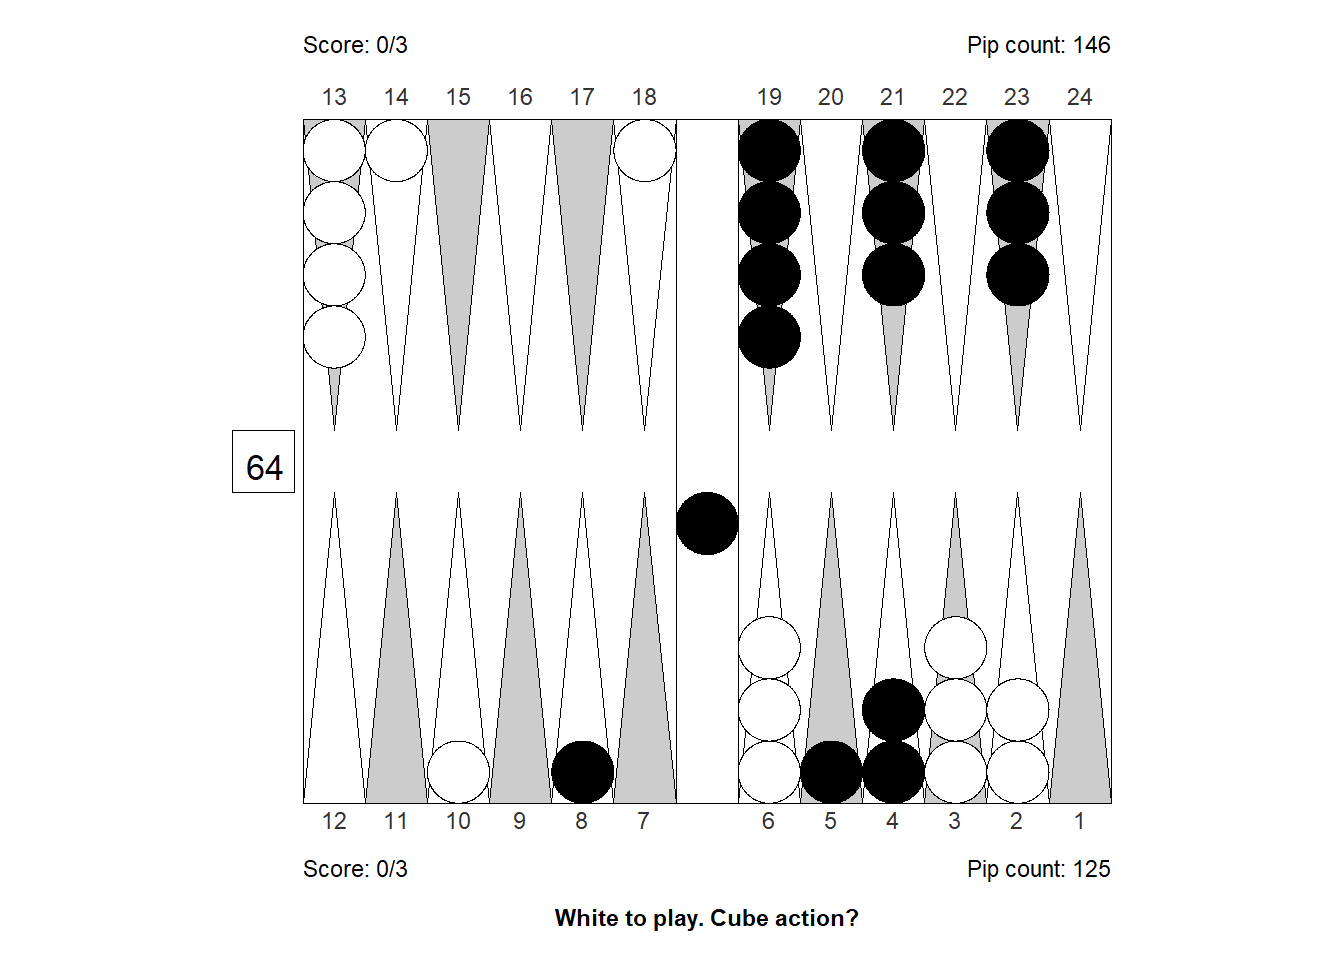 Score: 0/3 Pip count: 146
13 14 15 16 17 18 19 20 21 22 23 24
64
12 11 10 9 8 7 6 5 4 3 2 1
Score: 0/3 Pip count: 125
White to play. Cube action?